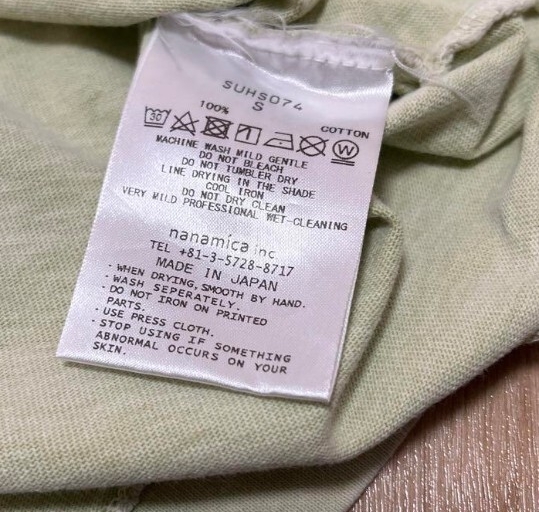 SUHS074
S
100% COTTON
30
MACHINE WASH MILD GENTLE
DO NOT BLEACH
DO NOT TUMBLER DRY
LINE DRYING IN THE SHADE
COOL IRON
DO NOT DRY CLEAN
VERY MILD PROFESSIONAL WET-CLEANING
nanamica inc.
TEL +81-3-5728-8717
MADE IN JAPAN
・WHEN DRYING, SMOOTH BY HAND.
・WASH SEPERATELY.
・DO NOT IRON ON PRINTED
PARTS.
・USE PRESS CLOTH.
・STOP USING IF SOMETHING
ABNORMAL OCCURS ON YOUR
SKIN.